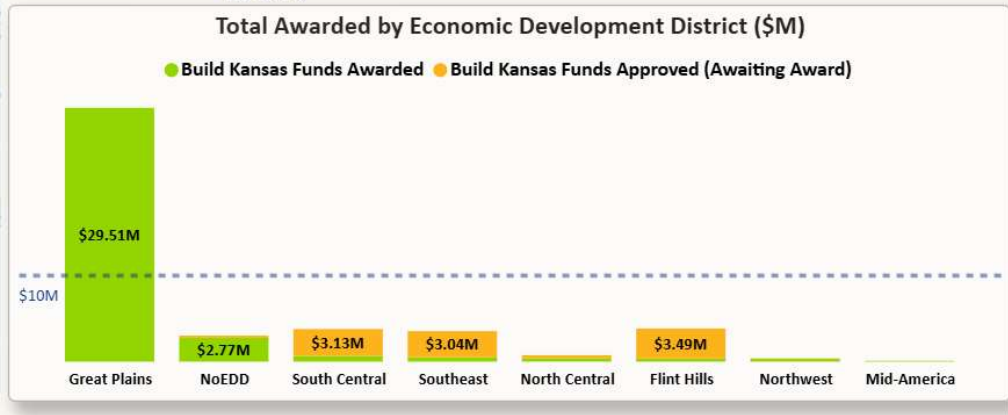 Total Awarded by Economic Development District ($M)
Build Kansas Funds Awarded Build Kansas Funds Approved (Awaiting Award)
$29.51M
$10M
$2.77M $3.13M $3.04M $3.49M
Great Plains NoEDD South Central Southeast North Central Flint Hills Northwest Mid-America